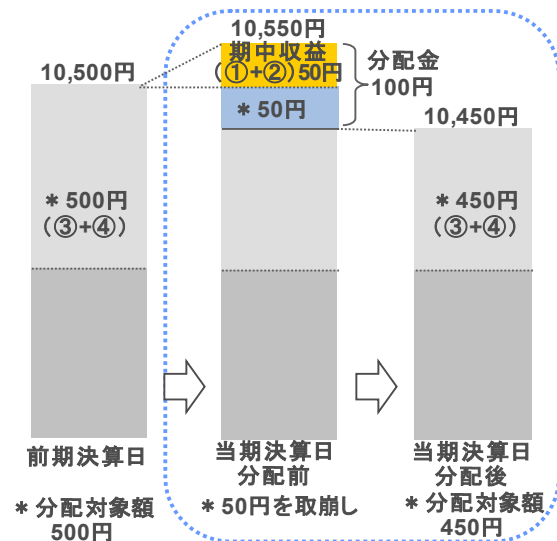 10,500円
＊500円
（③+④）
前期決算日
＊分配対象額
500円
10,550円
期中収益
（①+②）50円
＊50円
分配金
100円
当期決算日
分配前
＊50円を取崩し
10,450円
＊450円
（③+④）
当期決算日
分配後
＊分配対象額
450円